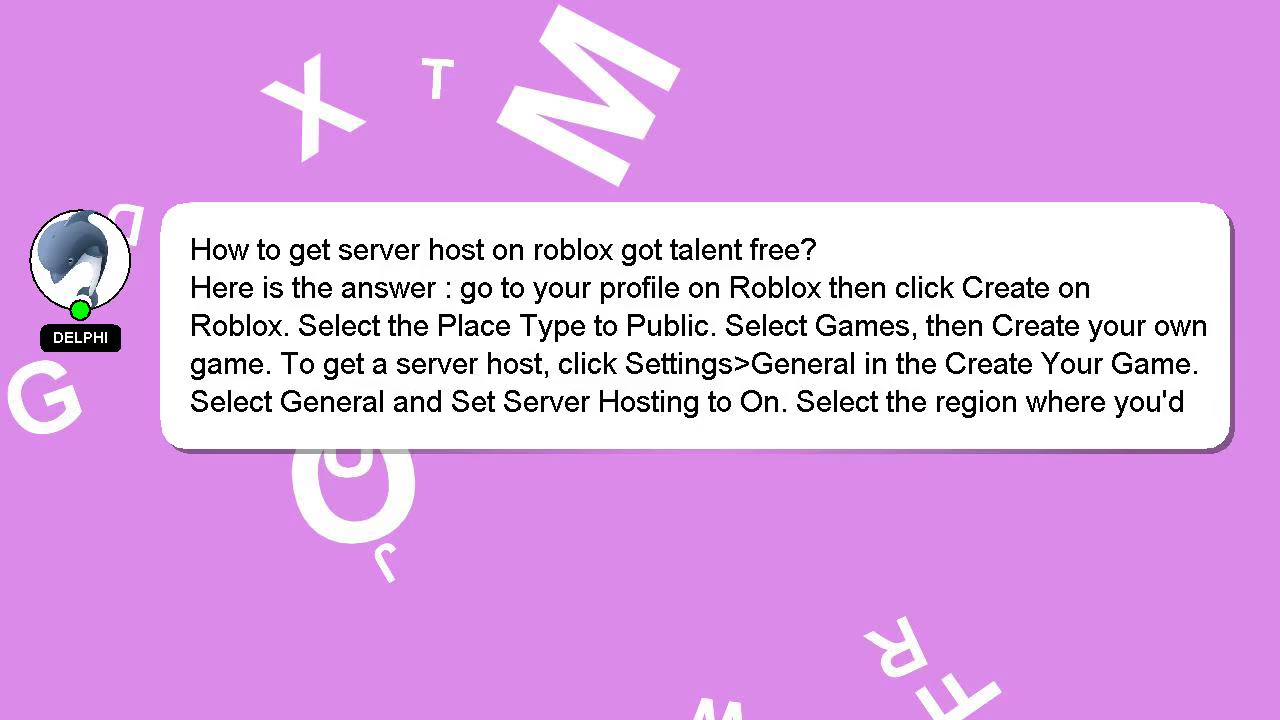 X
T
M
D
How to get server host on roblox got talent free?
Here is the answer : go to your profile on Roblox then click Create on
Roblox. Select the Place Type to Public. Select Games, then Create your own
game. To get a server host, click Settings>General in the Create Your Game.
Select General and Set Server Hosting to On. Select the region where you'd
DELPHI
G
O
J
R
F
W